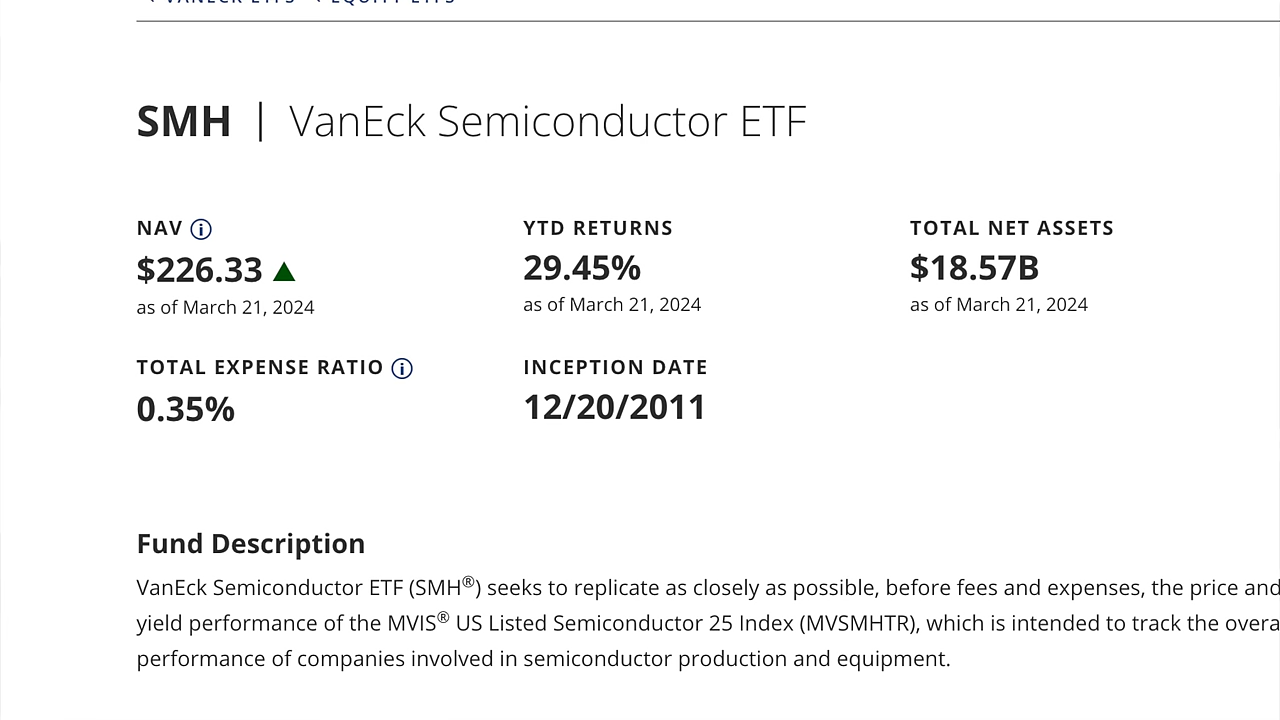 SMH | VanEck Semiconductor ETF
NAV
YTD RETURNS
TOTAL NET ASSETS
$226.33
29.45%
$18.57B
as of March 21, 2024
as of March 21, 2024
as of March 21, 2024
TOTAL EXPENSE RATIO
INCEPTION DATE
0.35%
12/20/2011
Fund Description
VanEck Semiconductor ETF (SMH®) seeks to replicate as closely as possible, before fees and expenses, the price and
yield performance of the MVIS® US Listed Semiconductor 25 Index (MVSMHTR), which is intended to track the overa
performance of companies involved in semiconductor production and equipment.